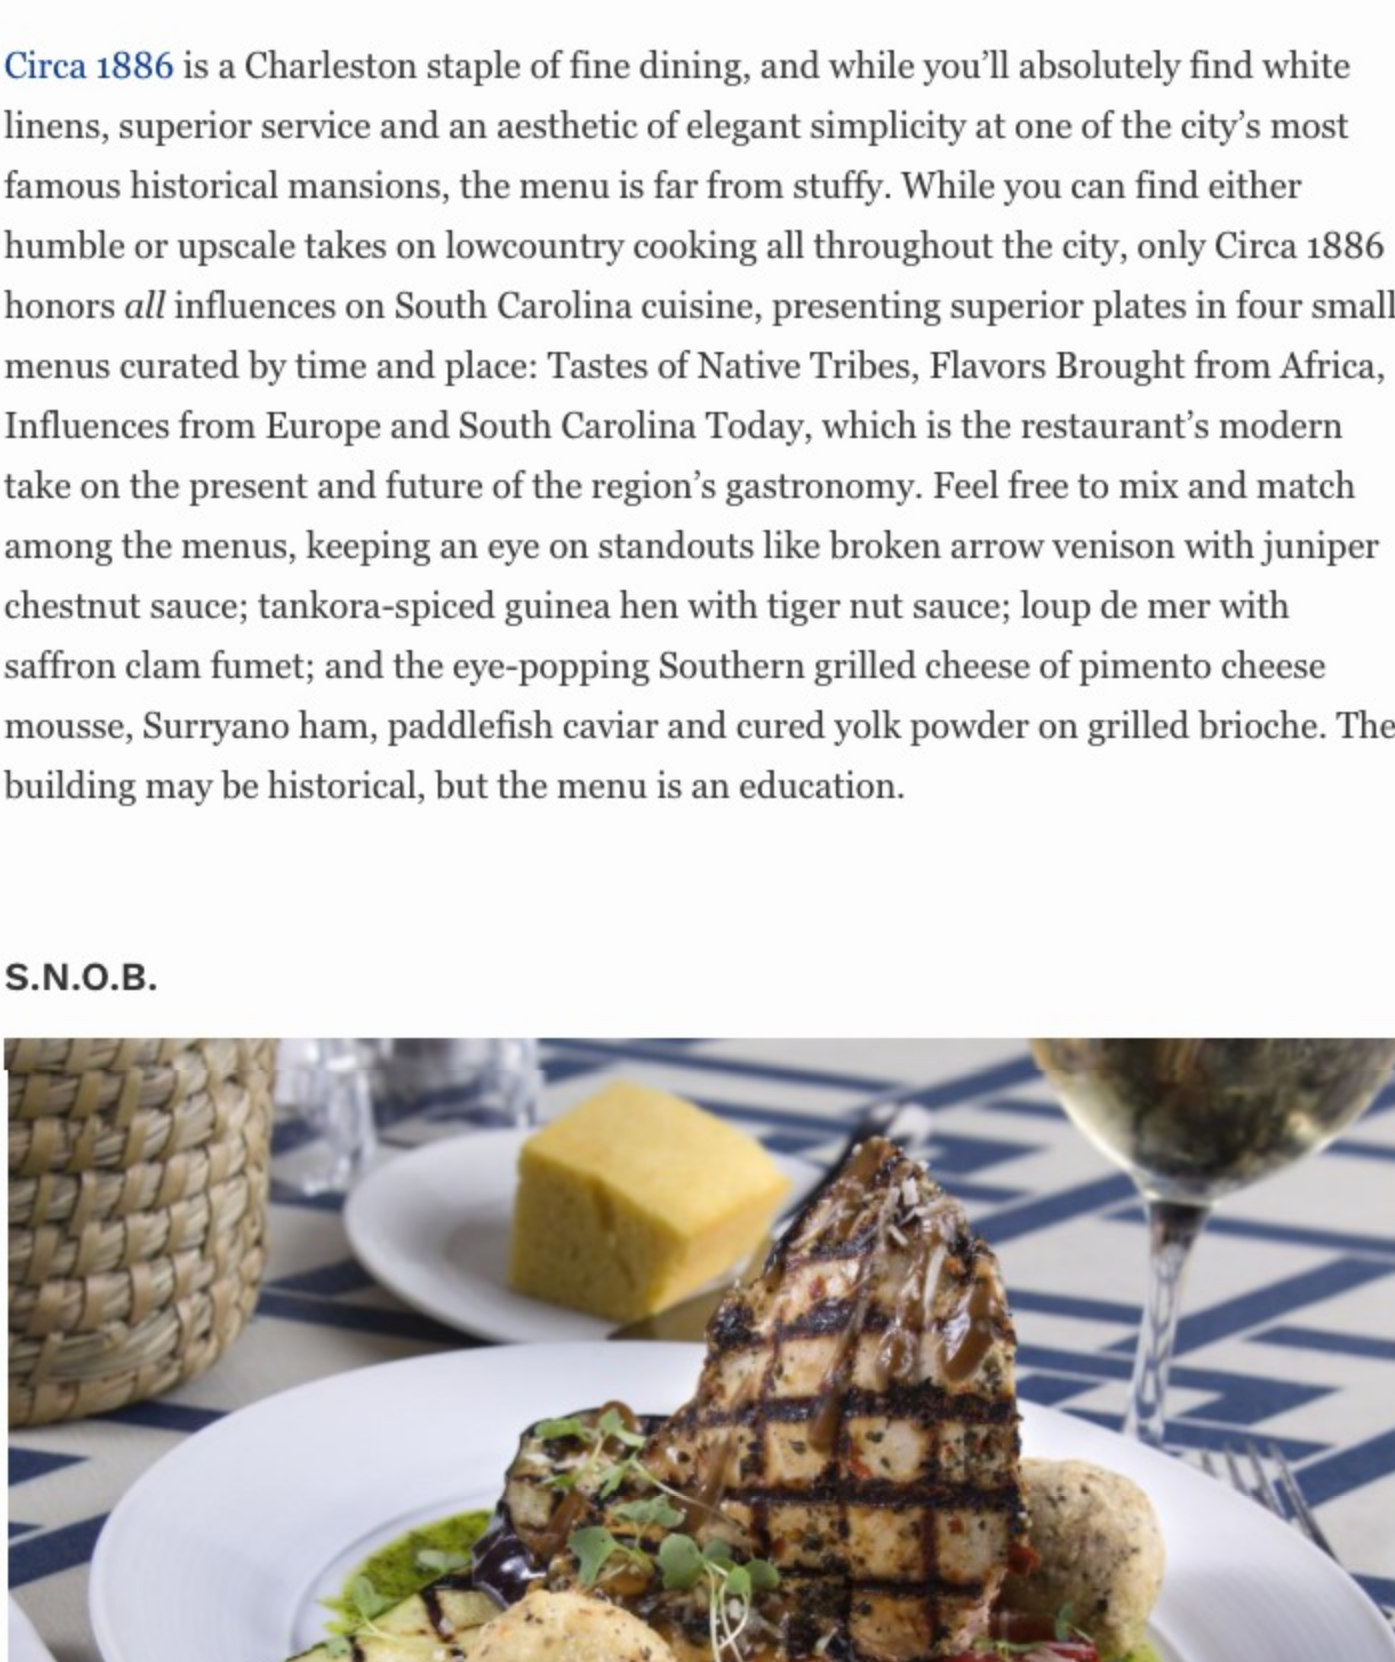 Circa 1886 is a Charleston staple of fine dining, and while you’ll absolutely find white
linens, superior service and an aesthetic of elegant simplicity at one of the city’s most
famous historical mansions, the menu is far from stuffy. While you can find either
humble or upscale takes on lowcountry cooking all throughout the city, only Circa 1886
honors all influences on South Carolina cuisine, presenting superior plates in four small
menus curated by time and place: Tastes of Native Tribes, Flavors Brought from Africa,
Influences from Europe and South Carolina Today, which is the restaurant’s modern
take on the present and future of the region’s gastronomy. Feel free to mix and match
among the menus, keeping an eye on standouts like broken arrow venison with juniper
chestnut sauce; tankora-spiced guinea hen with tiger nut sauce; loup de mer with
saffron clam fumet; and the eye-popping Southern grilled cheese of pimento cheese
mousse, Surryano ham, paddlefish caviar and cured yolk powder on grilled brioche. The
building may be historical, but the menu is an education.
S.N.O.B.